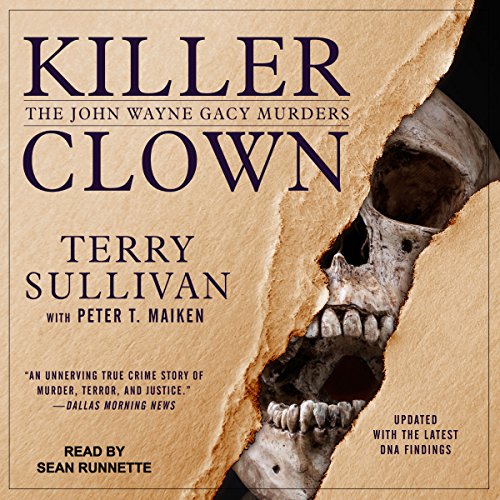 KILLER
THE JOHN WAYNE GACY MURDERS
CLOWN
TERRY
SULLIVAN
WITH PETER T. MAIKEN
“AN UNNERVING TRUE CRIME STORY OF
MURDER, TERROR, AND JUSTICE.”
—DALLAS MORNING NEWS
READ BY
SEAN RUNNETTE
UPDATED
WITH THE LATEST
DNA FINDINGS